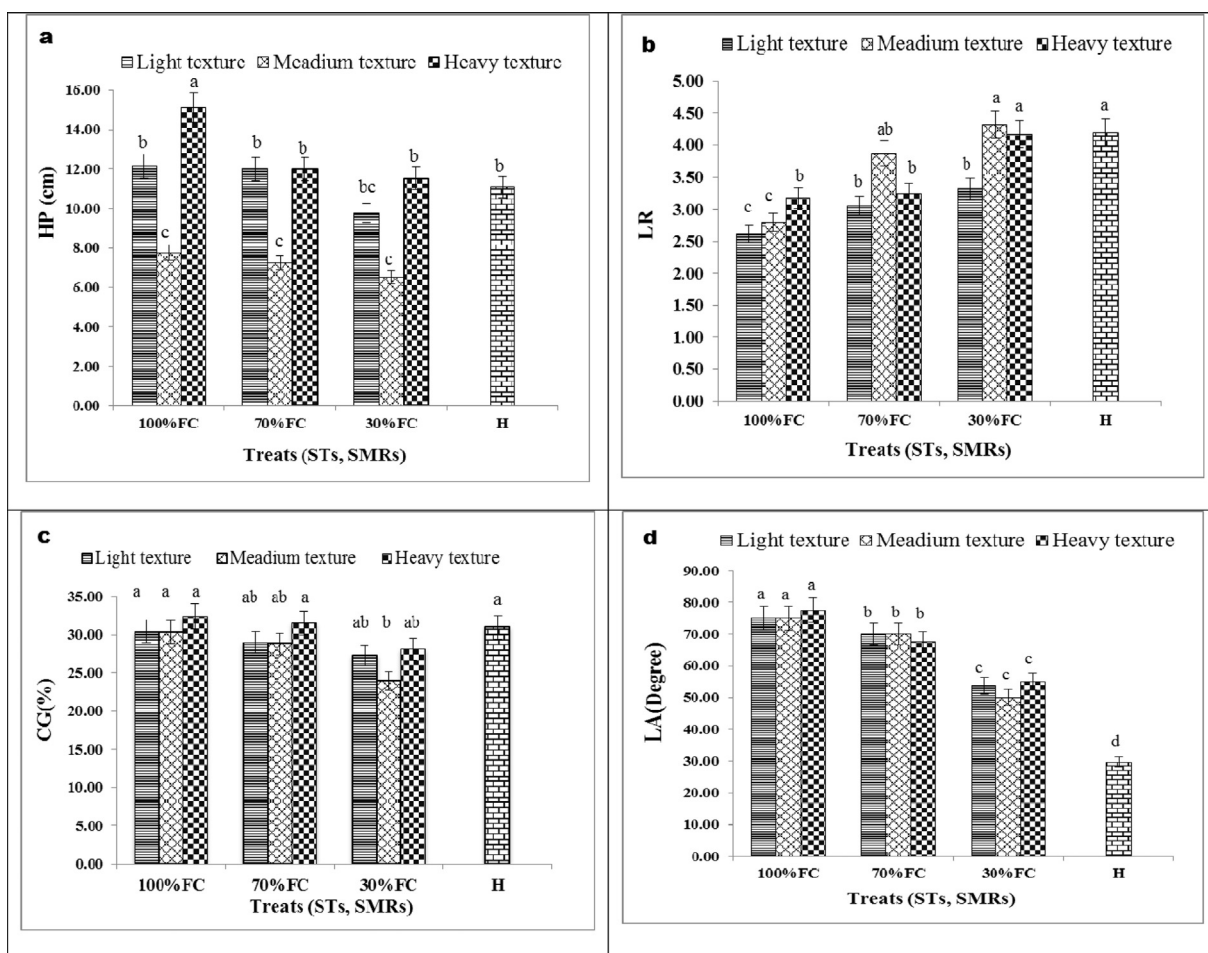 a
Light texture Meadium texture Heavy texture
16.00
14.00
12.00
10.00
8.00
6.00
4.00
2.00
0.00
HP (cm)
b c a
b c b
bc c b
b
100%FC 70%FC 30%FC H
Treats (STs, SMRs)
b
Light texture Meadium texture Heavy texture
5.00
4.50
4.00
3.50
3.00
2.50
2.00
1.50
1.00
0.50
0.00
LR
c c b
b ab b
b a a
a
100%FC 70%FC 30%FC H
Treats (STs, SMRs)
c
Light texture Meadium texture Heavy texture
35.00
30.00
25.00
20.00
15.00
10.00
5.00
0.00
CG(%)
a a a
ab ab a
ab b ab
a
100%FC 70%FC 30%FC H
Treats (STs, SMRs)
d
Light texture Meadium texture Heavy texture
90.00
80.00
70.00
60.00
50.00
40.00
30.00
20.00
10.00
0.00
LA(Degree)
a a a
b b b
c c c
d
100%FC 70%FC 30%FC H
Treats (STs, SMRs)